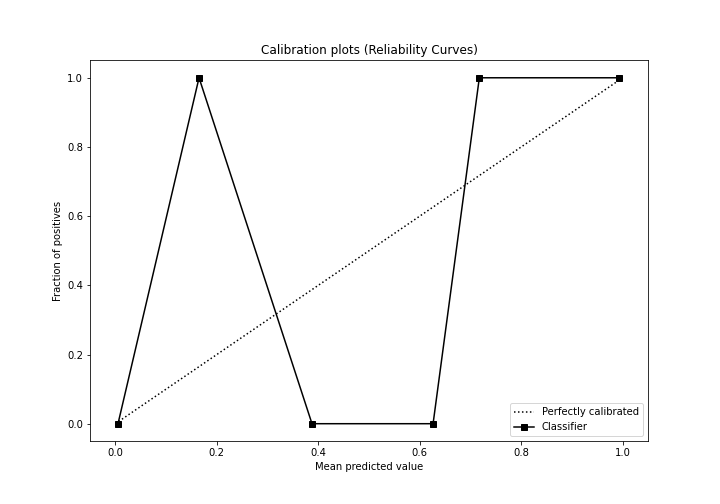 Calibration plots (Reliability Curves)
Fraction of positives
1.0
0.8
0.6
0.4
0.2
0.0
0.0 0.2 0.4 0.6 0.8 1.0
Mean predicted value
Perfectly calibrated
Classifier